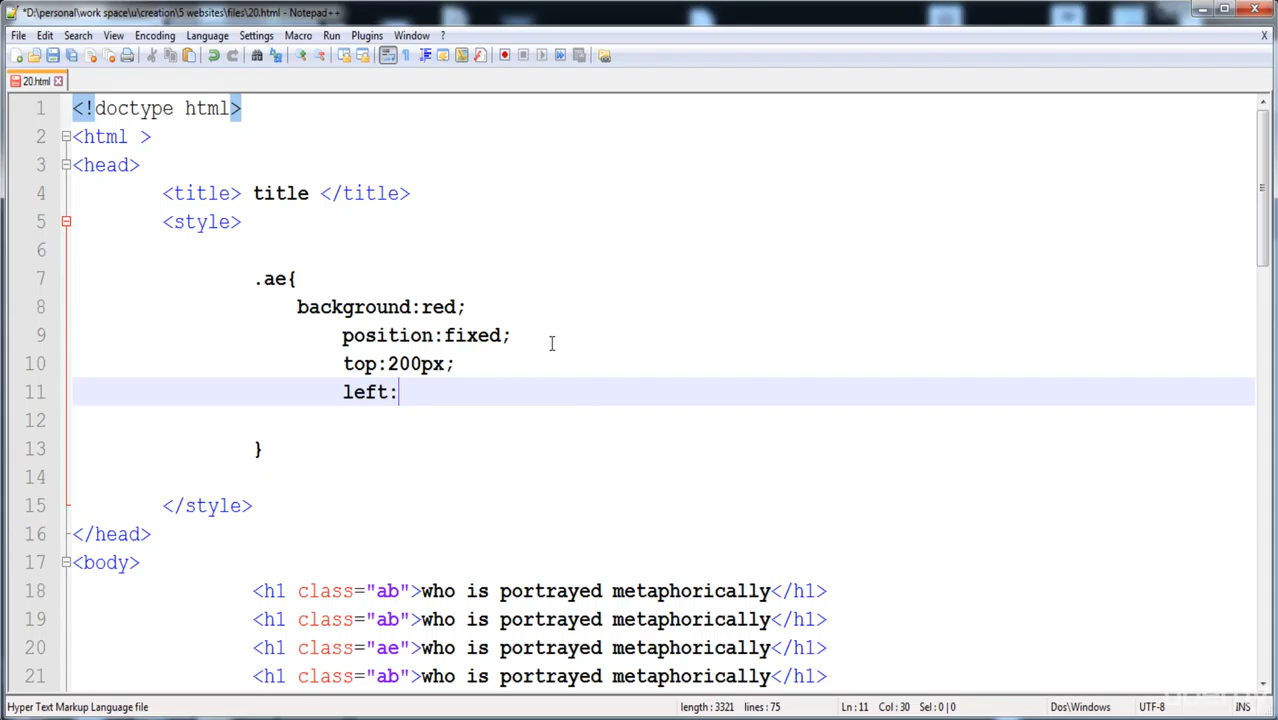 *D:\personal\work space\u\creation\5 websites\files\20.html - Notepad++
File Edit Search View Encoding Language Settings Macro Run Plugins Window ? X
20.html
1 <!doctype html>
2 <html >
3 <head>
4 <title> title </title>
5 <style>
6
7 .ae{
8 background:red;
9 position:fixed;
10 top:200px;
11 left:
12
13 }
14
15 </style>
16 </head>
17 <body>
18 <h1 class="ab">who is portrayed metaphorically</h1>
19 <h1 class="ab">who is portrayed metaphorically</h1>
20 <h1 class="ae">who is portrayed metaphorically</h1>
21 <h1 class="ab">who is portrayed metaphorically</h1>
Hyper Text Markup Language file length : 3321 lines : 75 Ln : 11 Col : 30 Sel : 0 | 0 Dos\Windows UTF-8 INS